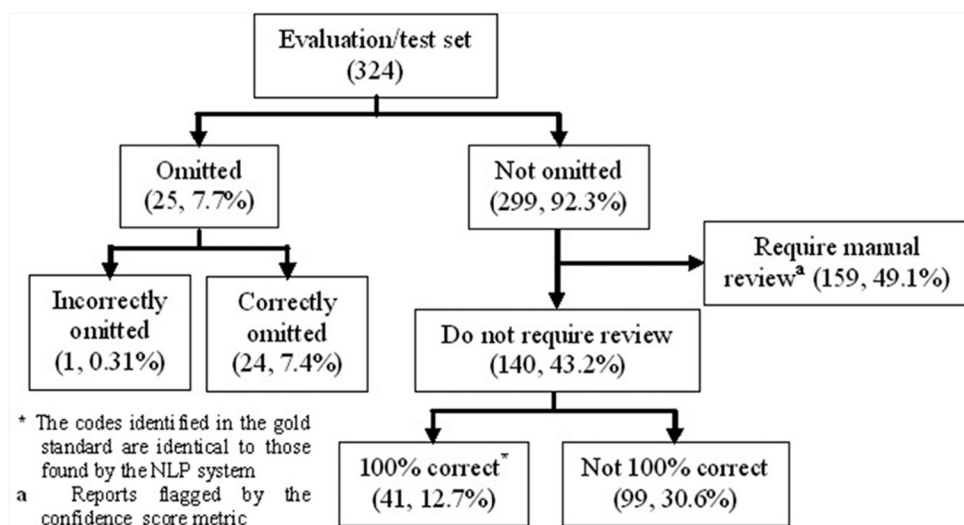 Evaluation/test set
(324)
Omitted
(25, 7.7%)
Not omitted
(299, 92.3%)
Require manual
reviewᵃ (159, 49.1%)
Incorrectly
omitted
(1, 0.31%)
Correctly
omitted
(24, 7.4%)
Do not require review
(140, 43.2%)
100% correct*
(41, 12.7%)
Not 100% correct
(99, 30.6%)
* The codes identified in the gold
standard are identical to those
found by the NLP system
a Reports flagged by the
confidence score metric